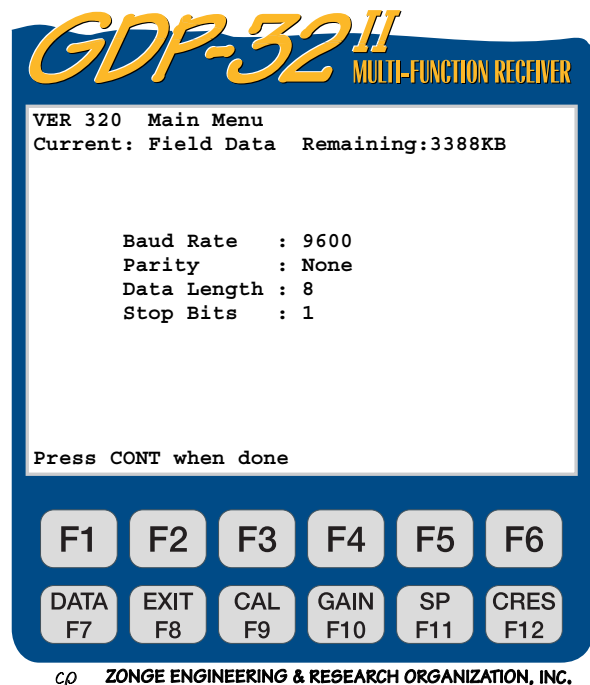 GDP-32 II
MULTI-FUNCTION RECEIVER
VER 320 Main Menu
Current: Field Data Remaining:3388KB
Baud Rate : 9600
Parity : None
Data Length : 8
Stop Bits : 1
Press CONT when done
F1 F2 F3 F4 F5 F6
DATA EXIT CAL GAIN SP CRES
F7 F8 F9 F10 F11 F12
ZONGE ENGINEERING & RESEARCH ORGANIZATION, INC.